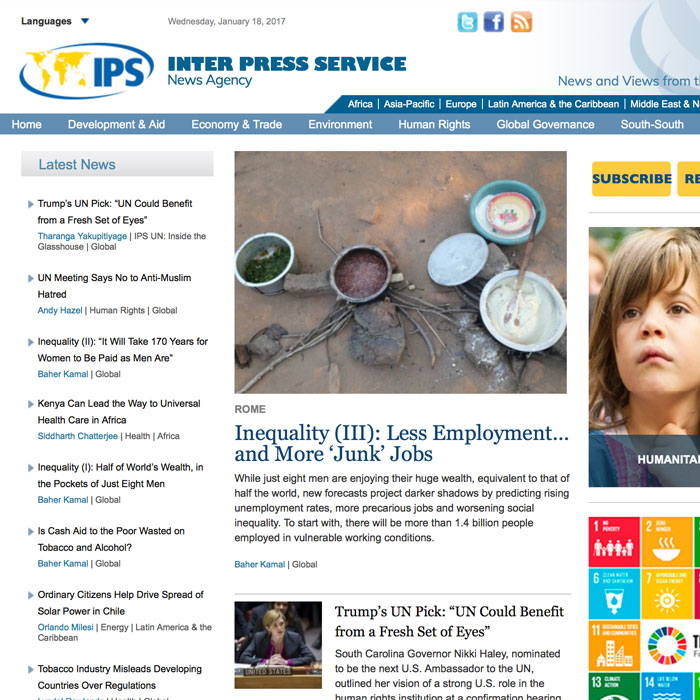 Languages
Wednesday, January 18, 2017
IPS
INTER PRESS SERVICE
News Agency
News and Views from
Africa | Asia-Pacific | Europe | Latin America & the Caribbean | Middle East & N
Home Development & Aid Economy & Trade Environment Human Rights Global Governance South-South
Latest News
Trump's UN Pick: “UN Could Benefit
from a Fresh Set of Eyes”
Tharanga Yakupitiyage | IPS UN: Inside the
Glasshouse | Global
UN Meeting Says No to Anti-Muslim
Hatred
Andy Hazel | Human Rights | Global
Inequality (II): “It Will Take 170 Years for
Women to Be Paid as Men Are”
Baher Kamal | Global
Kenya Can Lead the Way to Universal
Health Care in Africa
Siddharth Chatterjee | Health | Africa
Inequality (I): Half of World's Wealth, in
the Pockets of Just Eight Men
Baher Kamal | Global
Is Cash Aid to the Poor Wasted on
Tobacco and Alcohol?
Baher Kamal | Global
Ordinary Citizens Help Drive Spread of
Solar Power in Chile
Orlando Milesi | Energy | Latin America & the
Caribbean
Tobacco Industry Misleads Developing
Countries Over Regulations
ROME
Inequality (III): Less Employment…
and More ‘Junk’ Jobs
While just eight men are enjoying their huge wealth, equivalent to that of
half the world, new forecasts project darker shadows by predicting rising
unemployment rates, more precarious jobs and worsening social
inequality. To start with, there will be more than 1.4 billion people
employed in vulnerable working conditions.
Baher Kamal | Global
UNITED STATES
Trump's UN Pick: “UN Could Benefit
from a Fresh Set of Eyes”
South Carolina Governor Nikki Haley, nominated
to be the next U.S. Ambassador to the UN,
outlined her vision of a strong U.S. role in the
human rights institution at a confirmation hearing
SUBSCRIBE
RE
HUMANITA
1 NO POVERTY
2 ZERO HUNGER
6 CLEAN WATER AND SANITATION
7 AFFORDABLE AND CLEAN ENERGY
11 SUSTAINABLE CITIES AND COMMUNITIES
13 CLIMATE ACTION
14 LIFE BELOW WATER